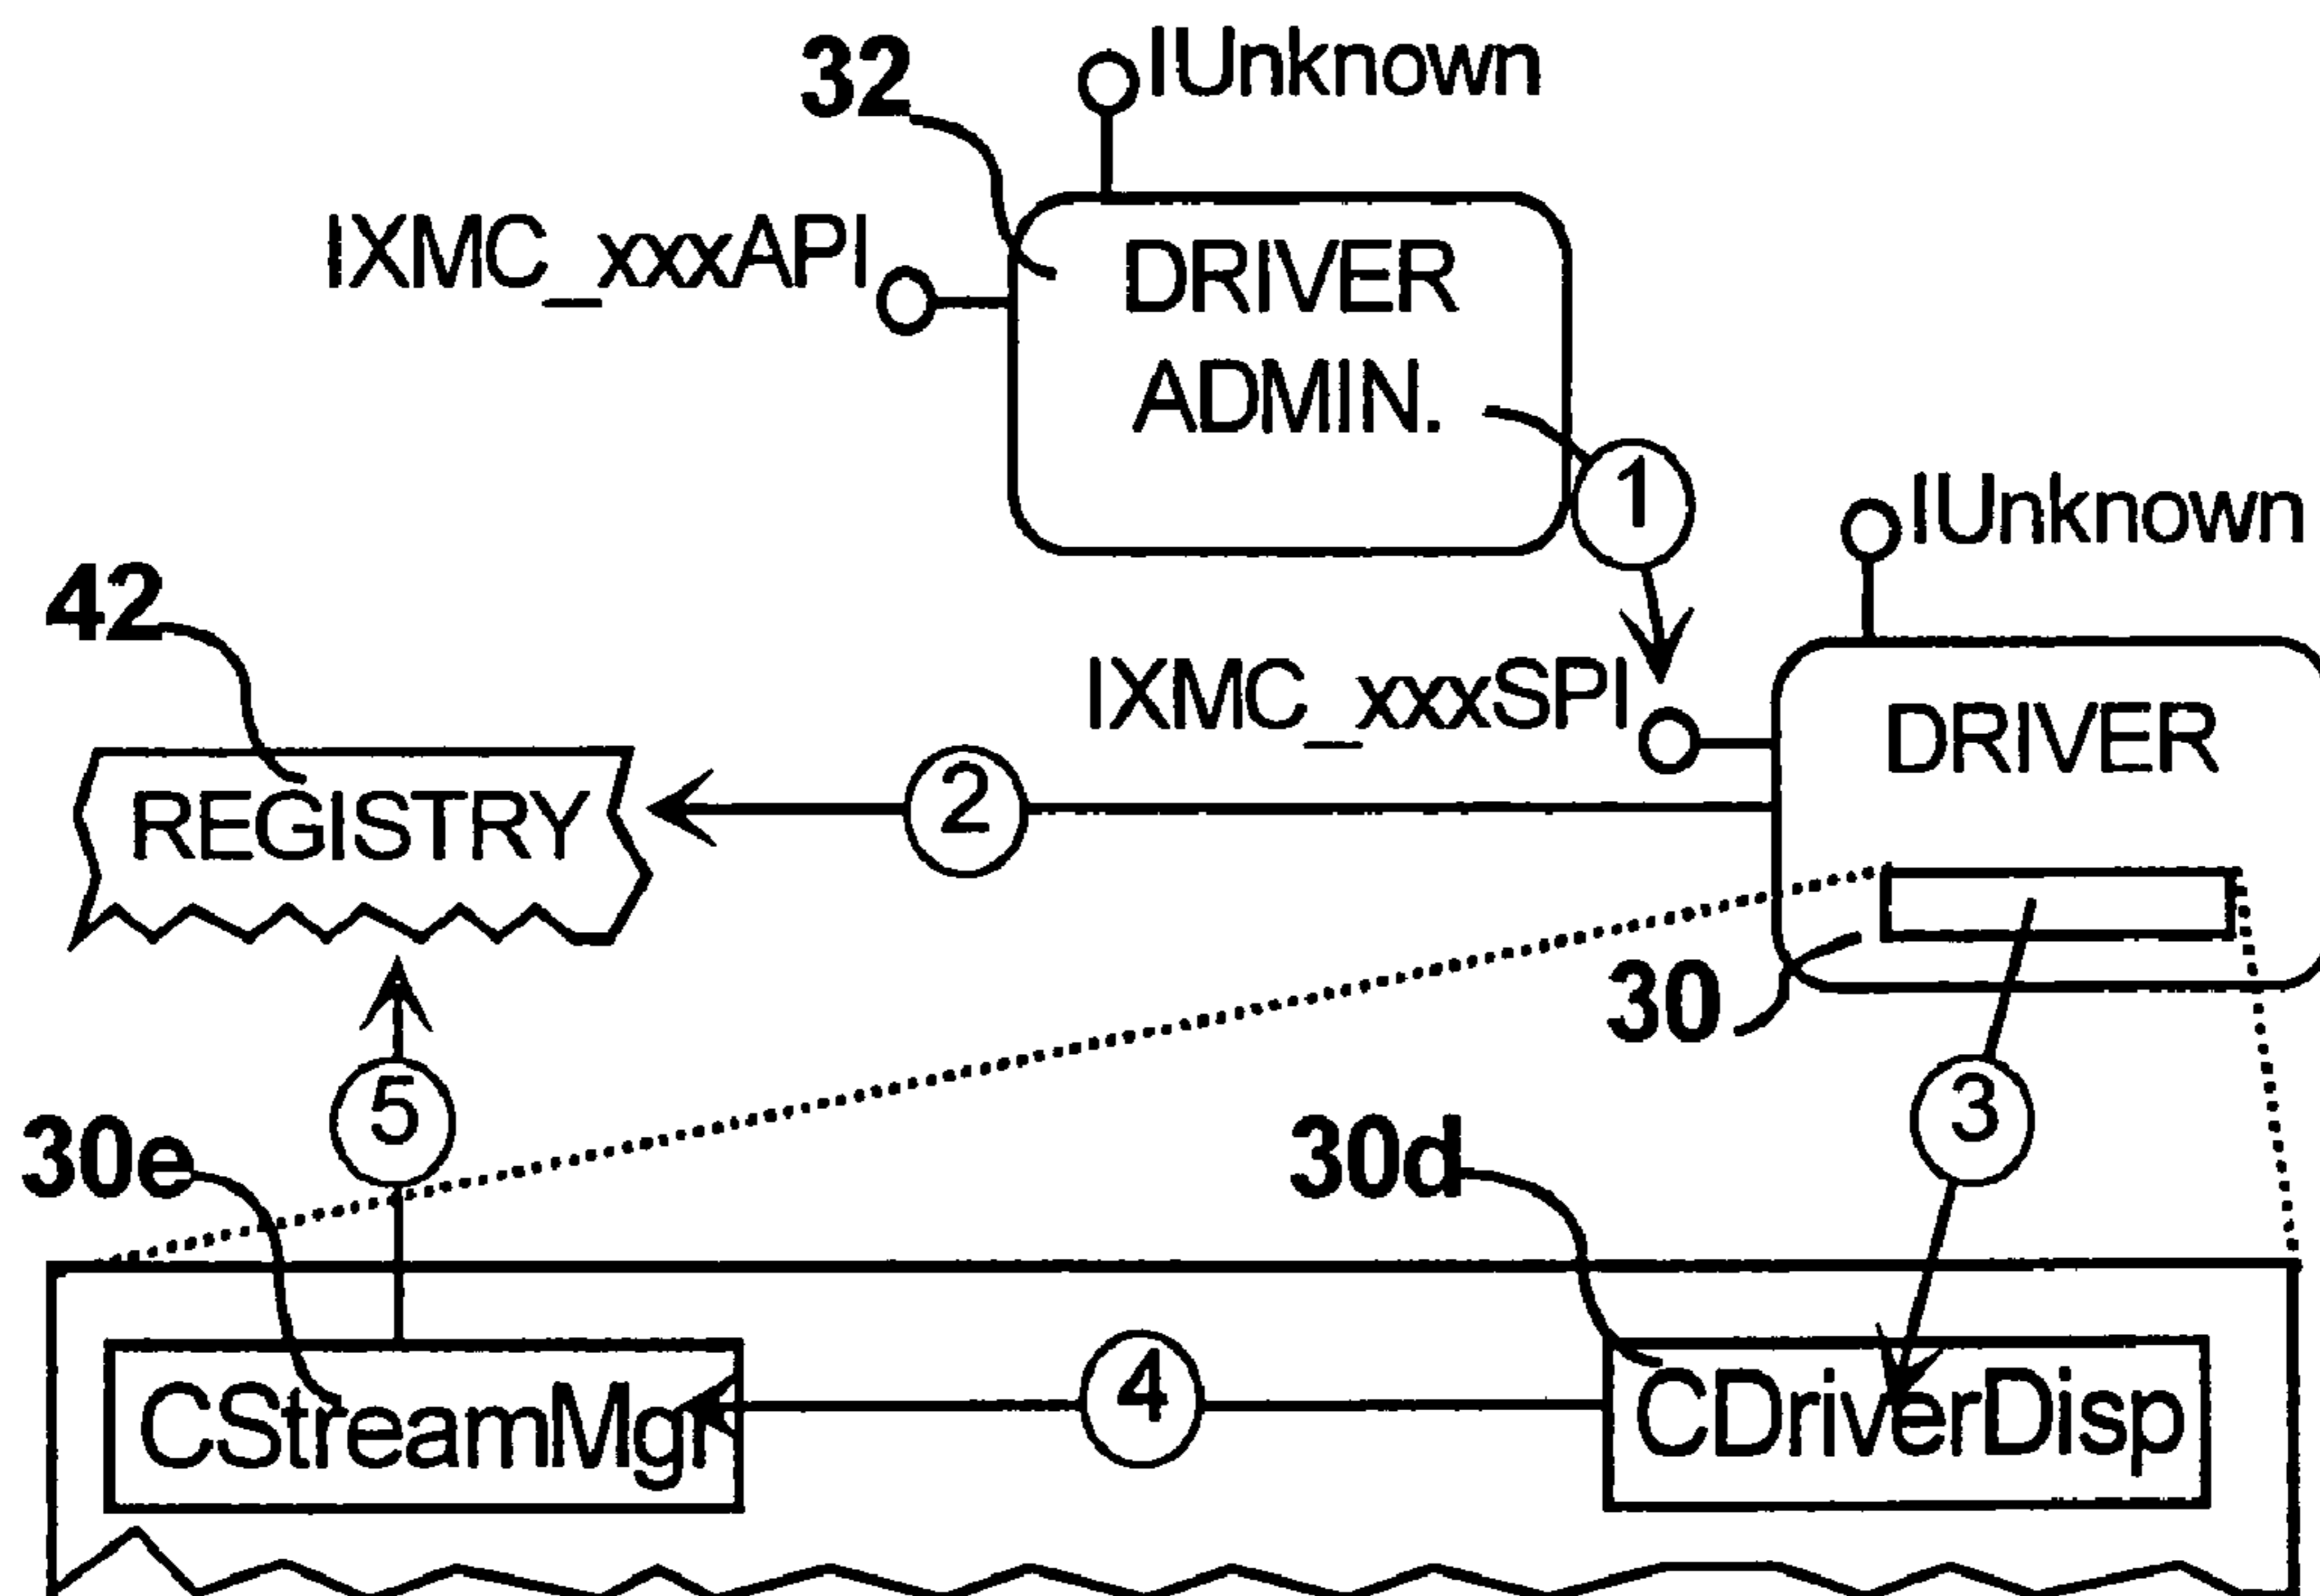 32
IUnknown
IXMC_xxxAPI
DRIVER
ADMIN.
1
IUnknown
42
IXMC_xxxSPI
DRIVER
2
REGISTRY
30
3
5
30e
30d
4
CStreamMgr
CDriverDisp